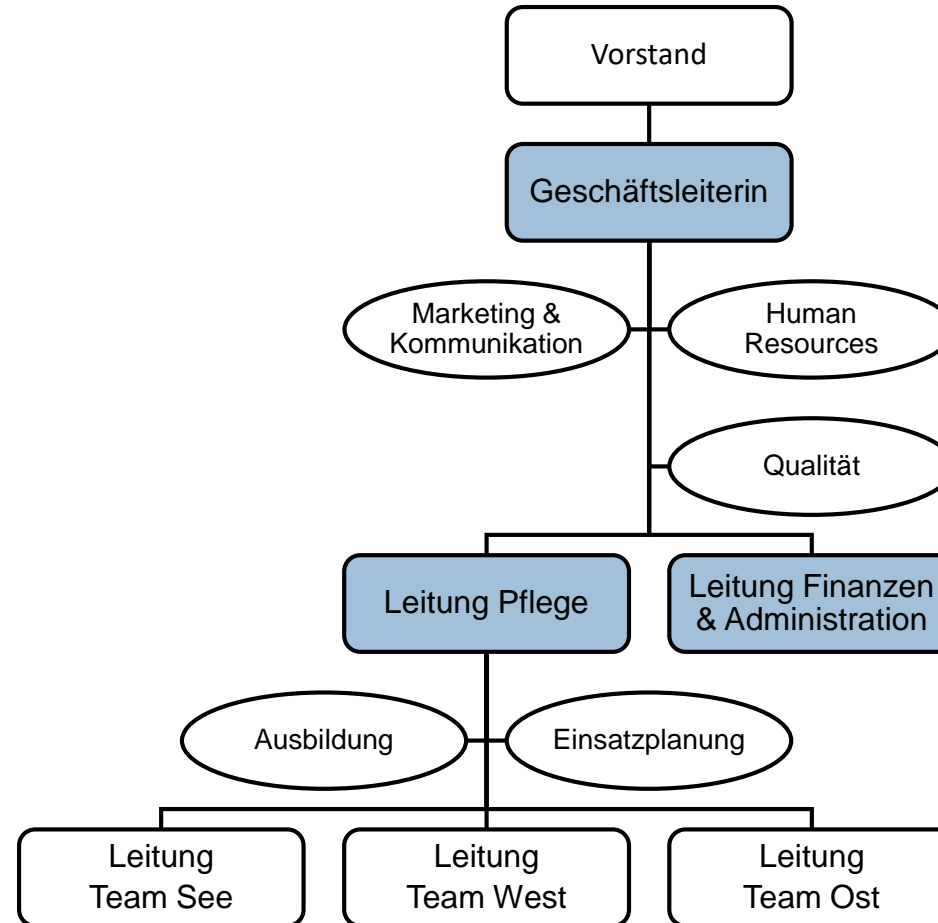 Vorstand
Geschäftsleiterin
Marketing &
Kommunikation
Human
Resources
Qualität
Leitung Pflege
Leitung Finanzen
& Administration
Ausbildung
Einsatzplanung
Leitung
Team See
Leitung
Team West
Leitung
Team Ost